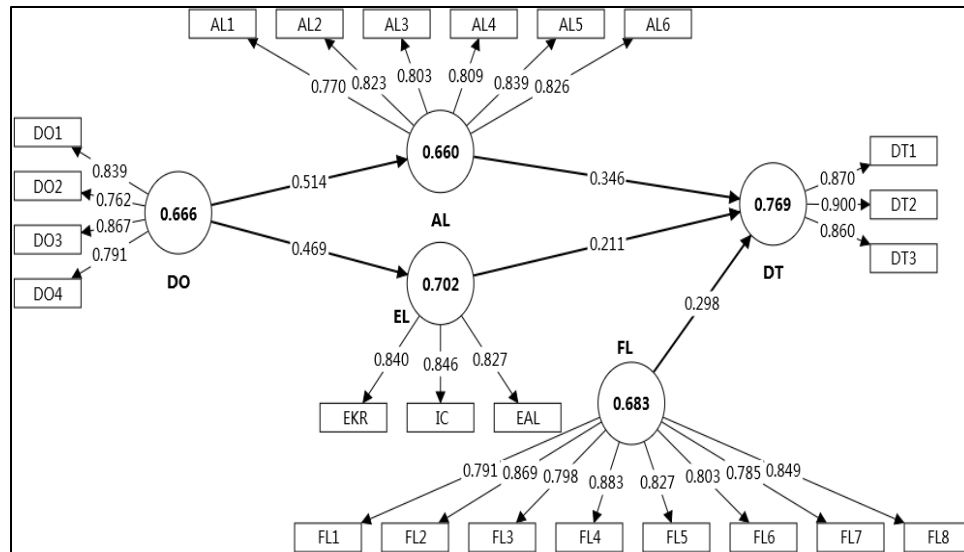 AL1 AL2 AL3 AL4 AL5 AL6
0.770 0.823 0.803 0.809 0.839 0.826
DO1
DO2
DO3
DO4
0.839
0.762
0.867
0.791
0.666
DO
0.514
0.469
0.660
AL
0.702
EL
0.840 0.846 0.827
EKR IC EAL
0.346
0.211
0.298
0.769
DT
0.870
0.900
0.860
DT1
DT2
DT3
FL
0.683
0.791 0.869 0.798 0.883 0.827 0.803 0.785 0.849
FL1 FL2 FL3 FL4 FL5 FL6 FL7 FL8